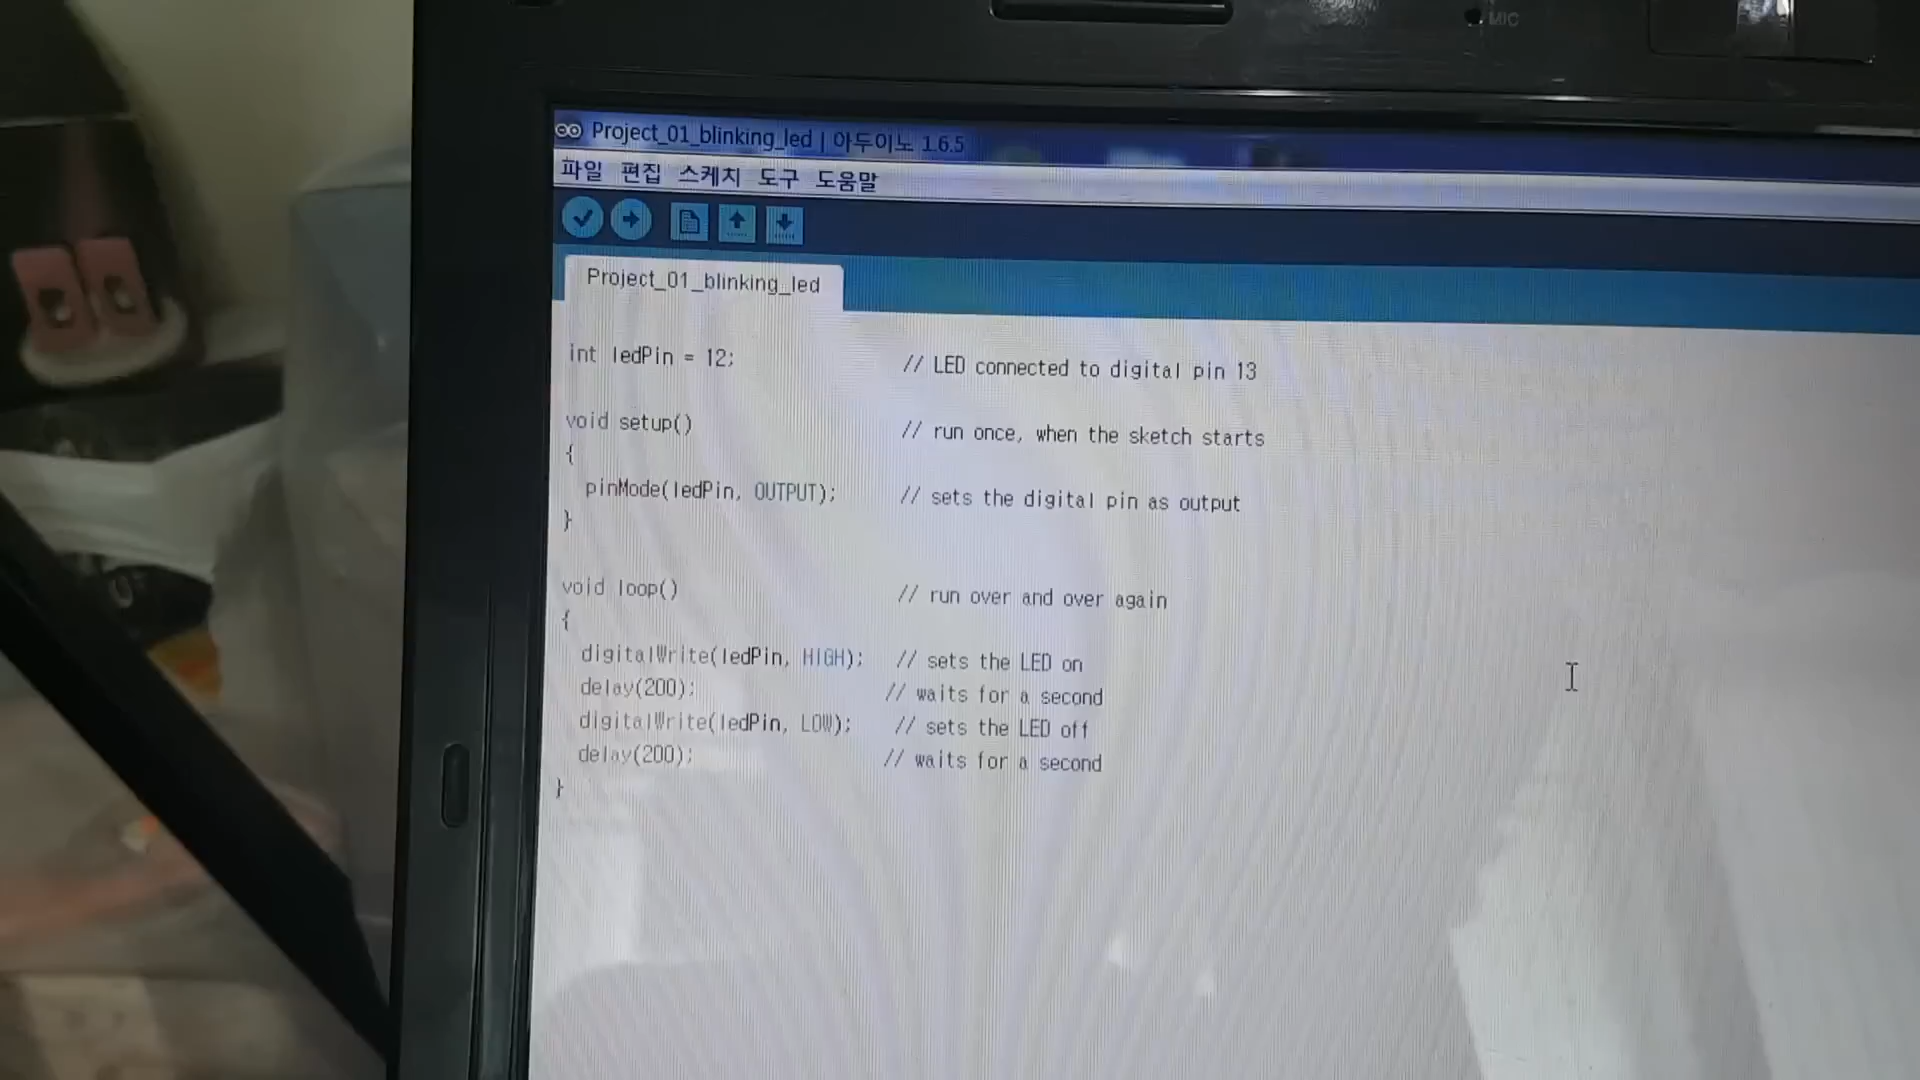 MIC
Project_01_blinking_led | 아두이노 1.6.5
파일 편집 스케치 도구 도움말
Project_01_blinking_led
int ledPin = 12; // LED connected to digital pin 13
void setup() // run once, when the sketch starts
{
pinMode(ledPin, OUTPUT); // sets the digital pin as output
}
void loop() // run over and over again
{
digitalWrite(ledPin, HIGH); // sets the LED on
delay(200); // waits for a second
digitalWrite(ledPin, LOW); // sets the LED off
delay(200); // waits for a second
}